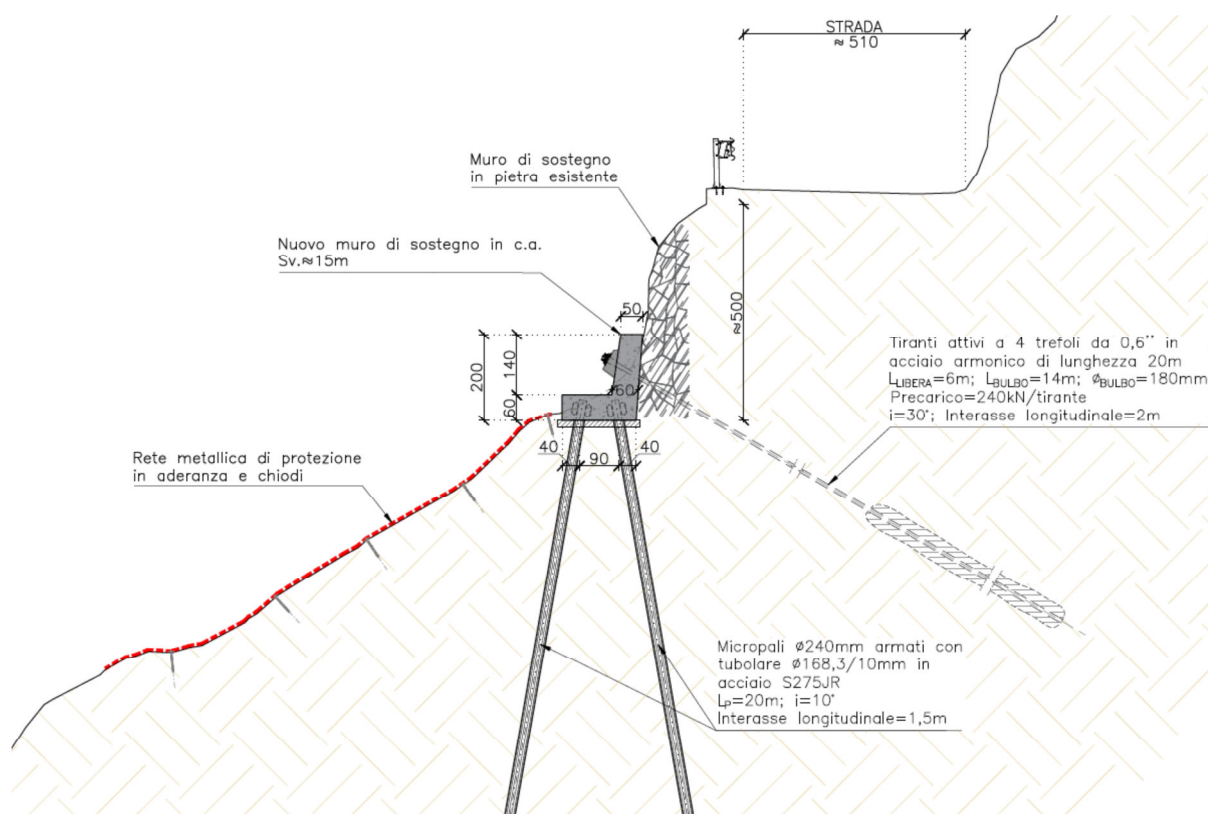 STRADA
≈ 510
Muro di sostegno
in pietra esistente
Nuovo muro di sostegno in c.a.
Sv.≈15m
50
≈500
200
140
60
60
Tiranti attivi a 4 trefoli da 0,6'' in
acciaio armonico di lunghezza 20m
LLIBERA=6m; LBULBO=14m; ØBULBO=180mm
Precarico=240kN/tirante
i=30°; Interasse longitudinale=2m
40
90
40
Rete metallica di protezione
in aderanza e chiodi
Micropali Ø240mm armati con
tubolare Ø168,3/10mm in
acciaio S275JR
LP=20m; i=10°
Interasse longitudinale=1,5m